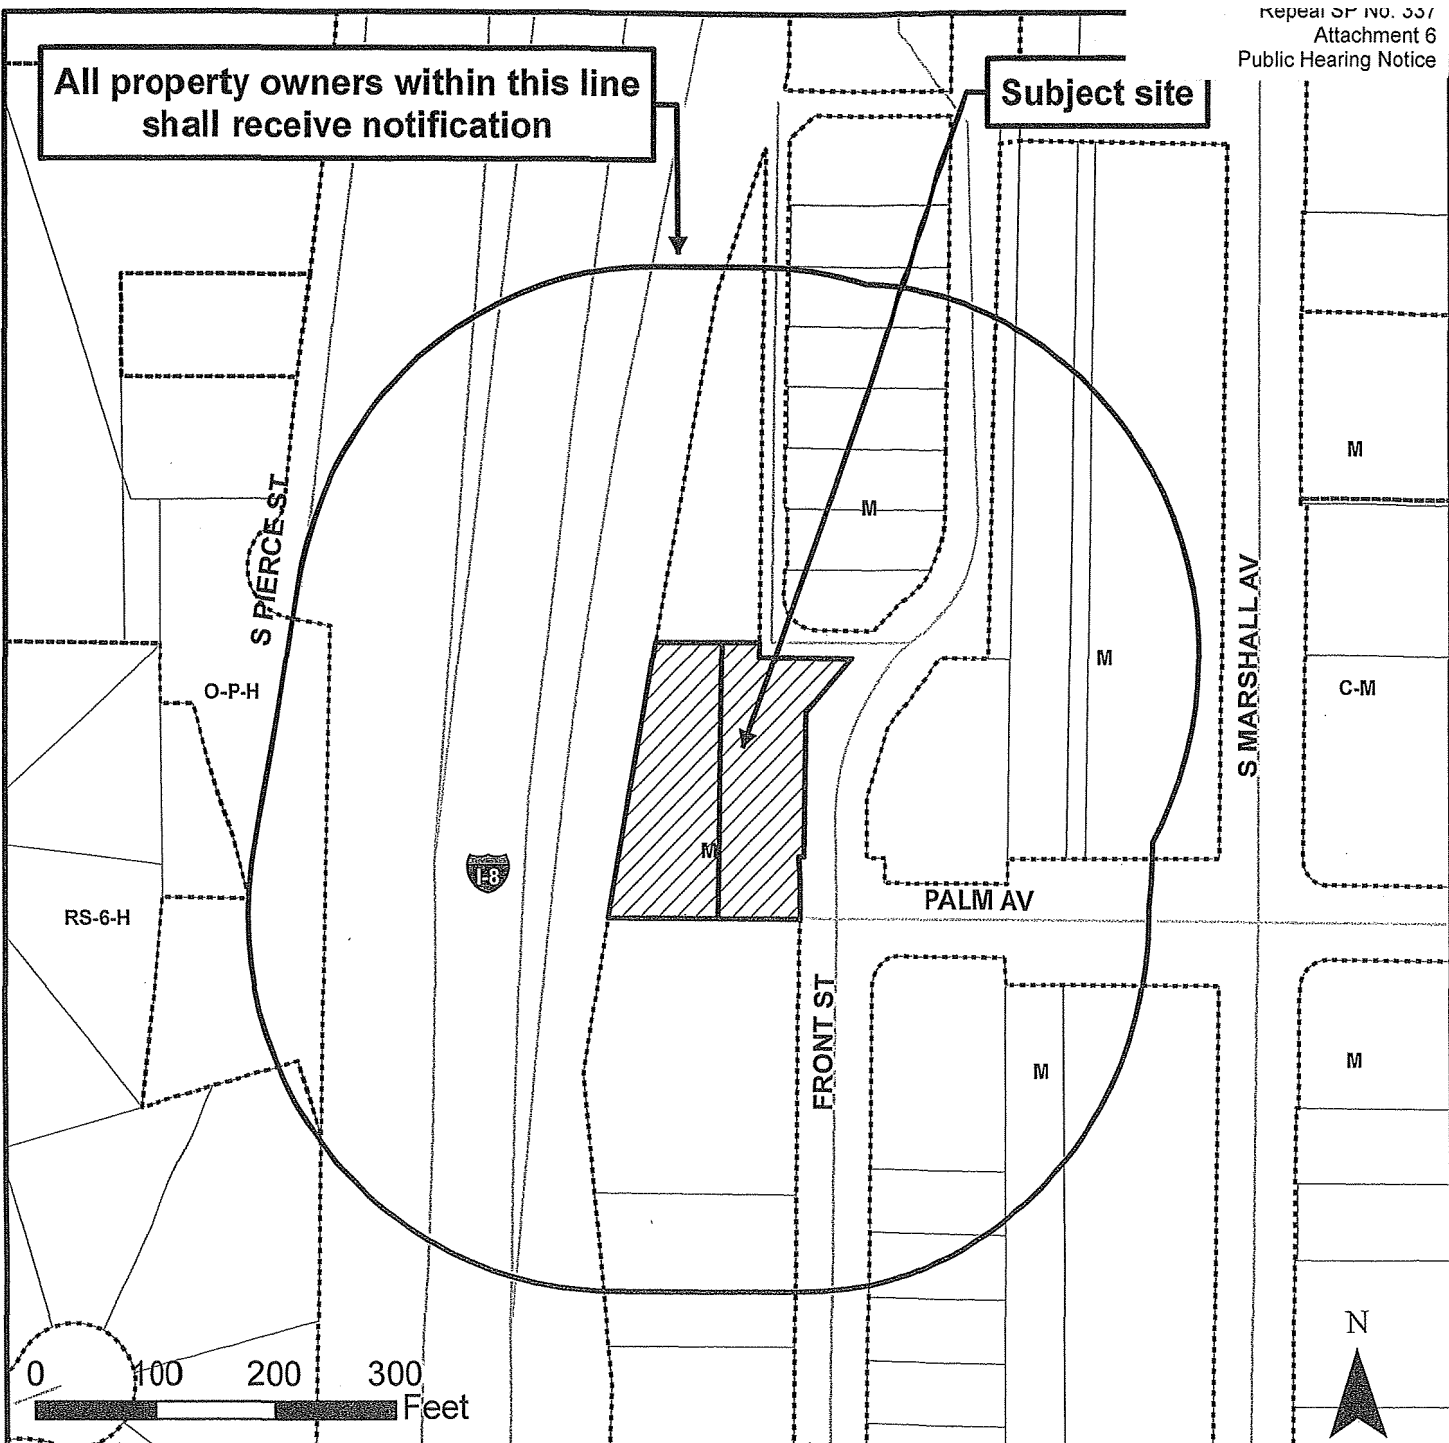 Repeal SP No. 337
Attachment 6
Public Hearing Notice
All property owners within this line
shall receive notification
Subject site
S PIERCE ST
M
M
M
S MARSHALL AV
O-P-H
C-M
I-8
M
PALM AV
RS-6-H
FRONT ST
M
M
N
0 100 200 300
Feet